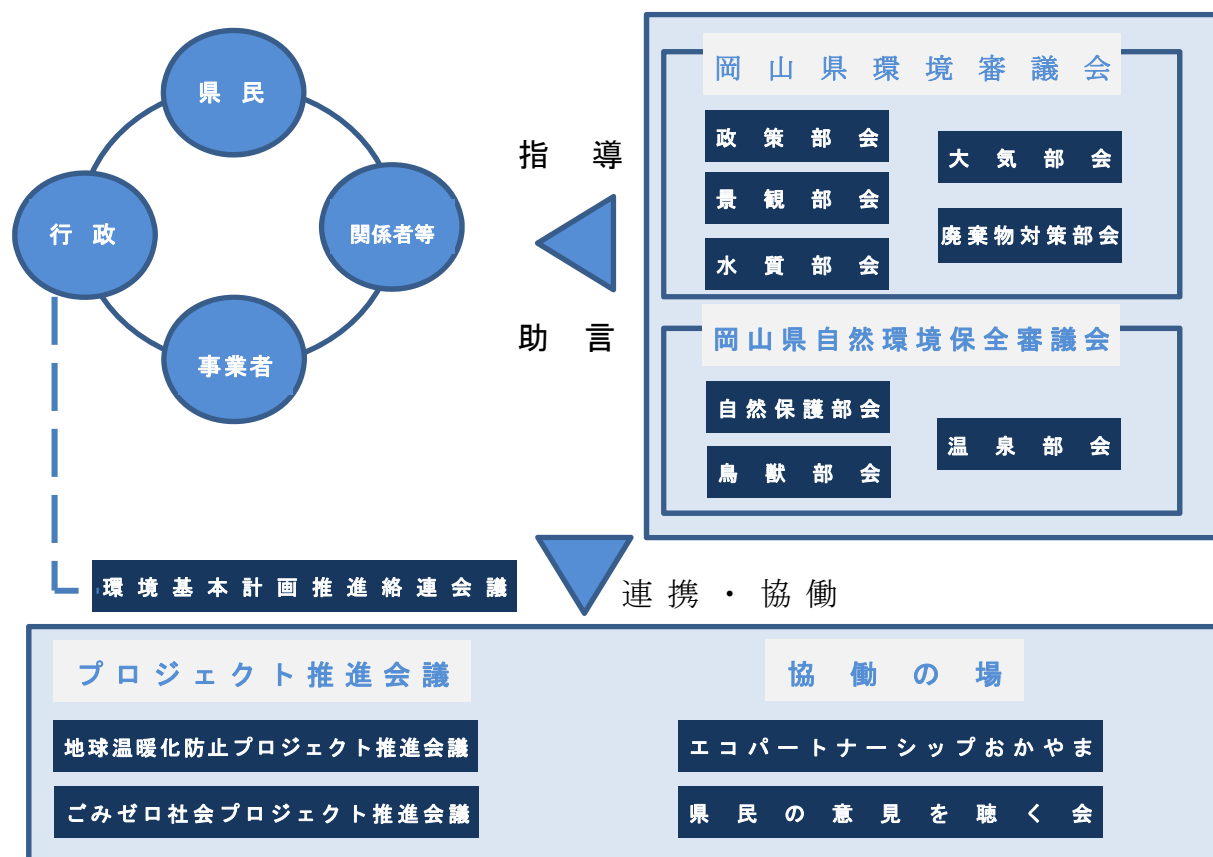 県民
行政
関係者等
事業者
指導
助言
岡山県環境審議会
政策部会
景観部会
水質部会
大気部会
廃棄物対策部会
岡山県自然環境保全審議会
自然保護部会
鳥獣部会
温泉部会
環境基本計画推進絡連会議
連携・協働
プロジェクト推進会議
地球温暖化防止プロジェクト推進会議
ごみゼロ社会プロジェクト推進会議
協働の場
エコパートナーシップおかやま
県民の意見を聴く会